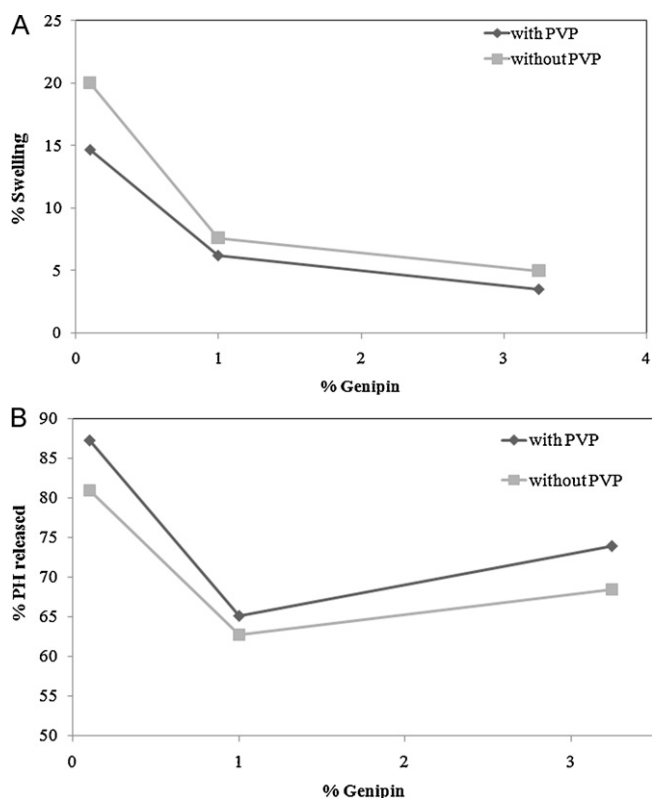 A
25
20
15
10
5
0
% Swelling
with PVP
without PVP
0 1 2 3 4
% Genipin
B
90
85
80
75
70
65
60
55
50
% PH released
with PVP
without PVP
0 1 2 3
% Genipin